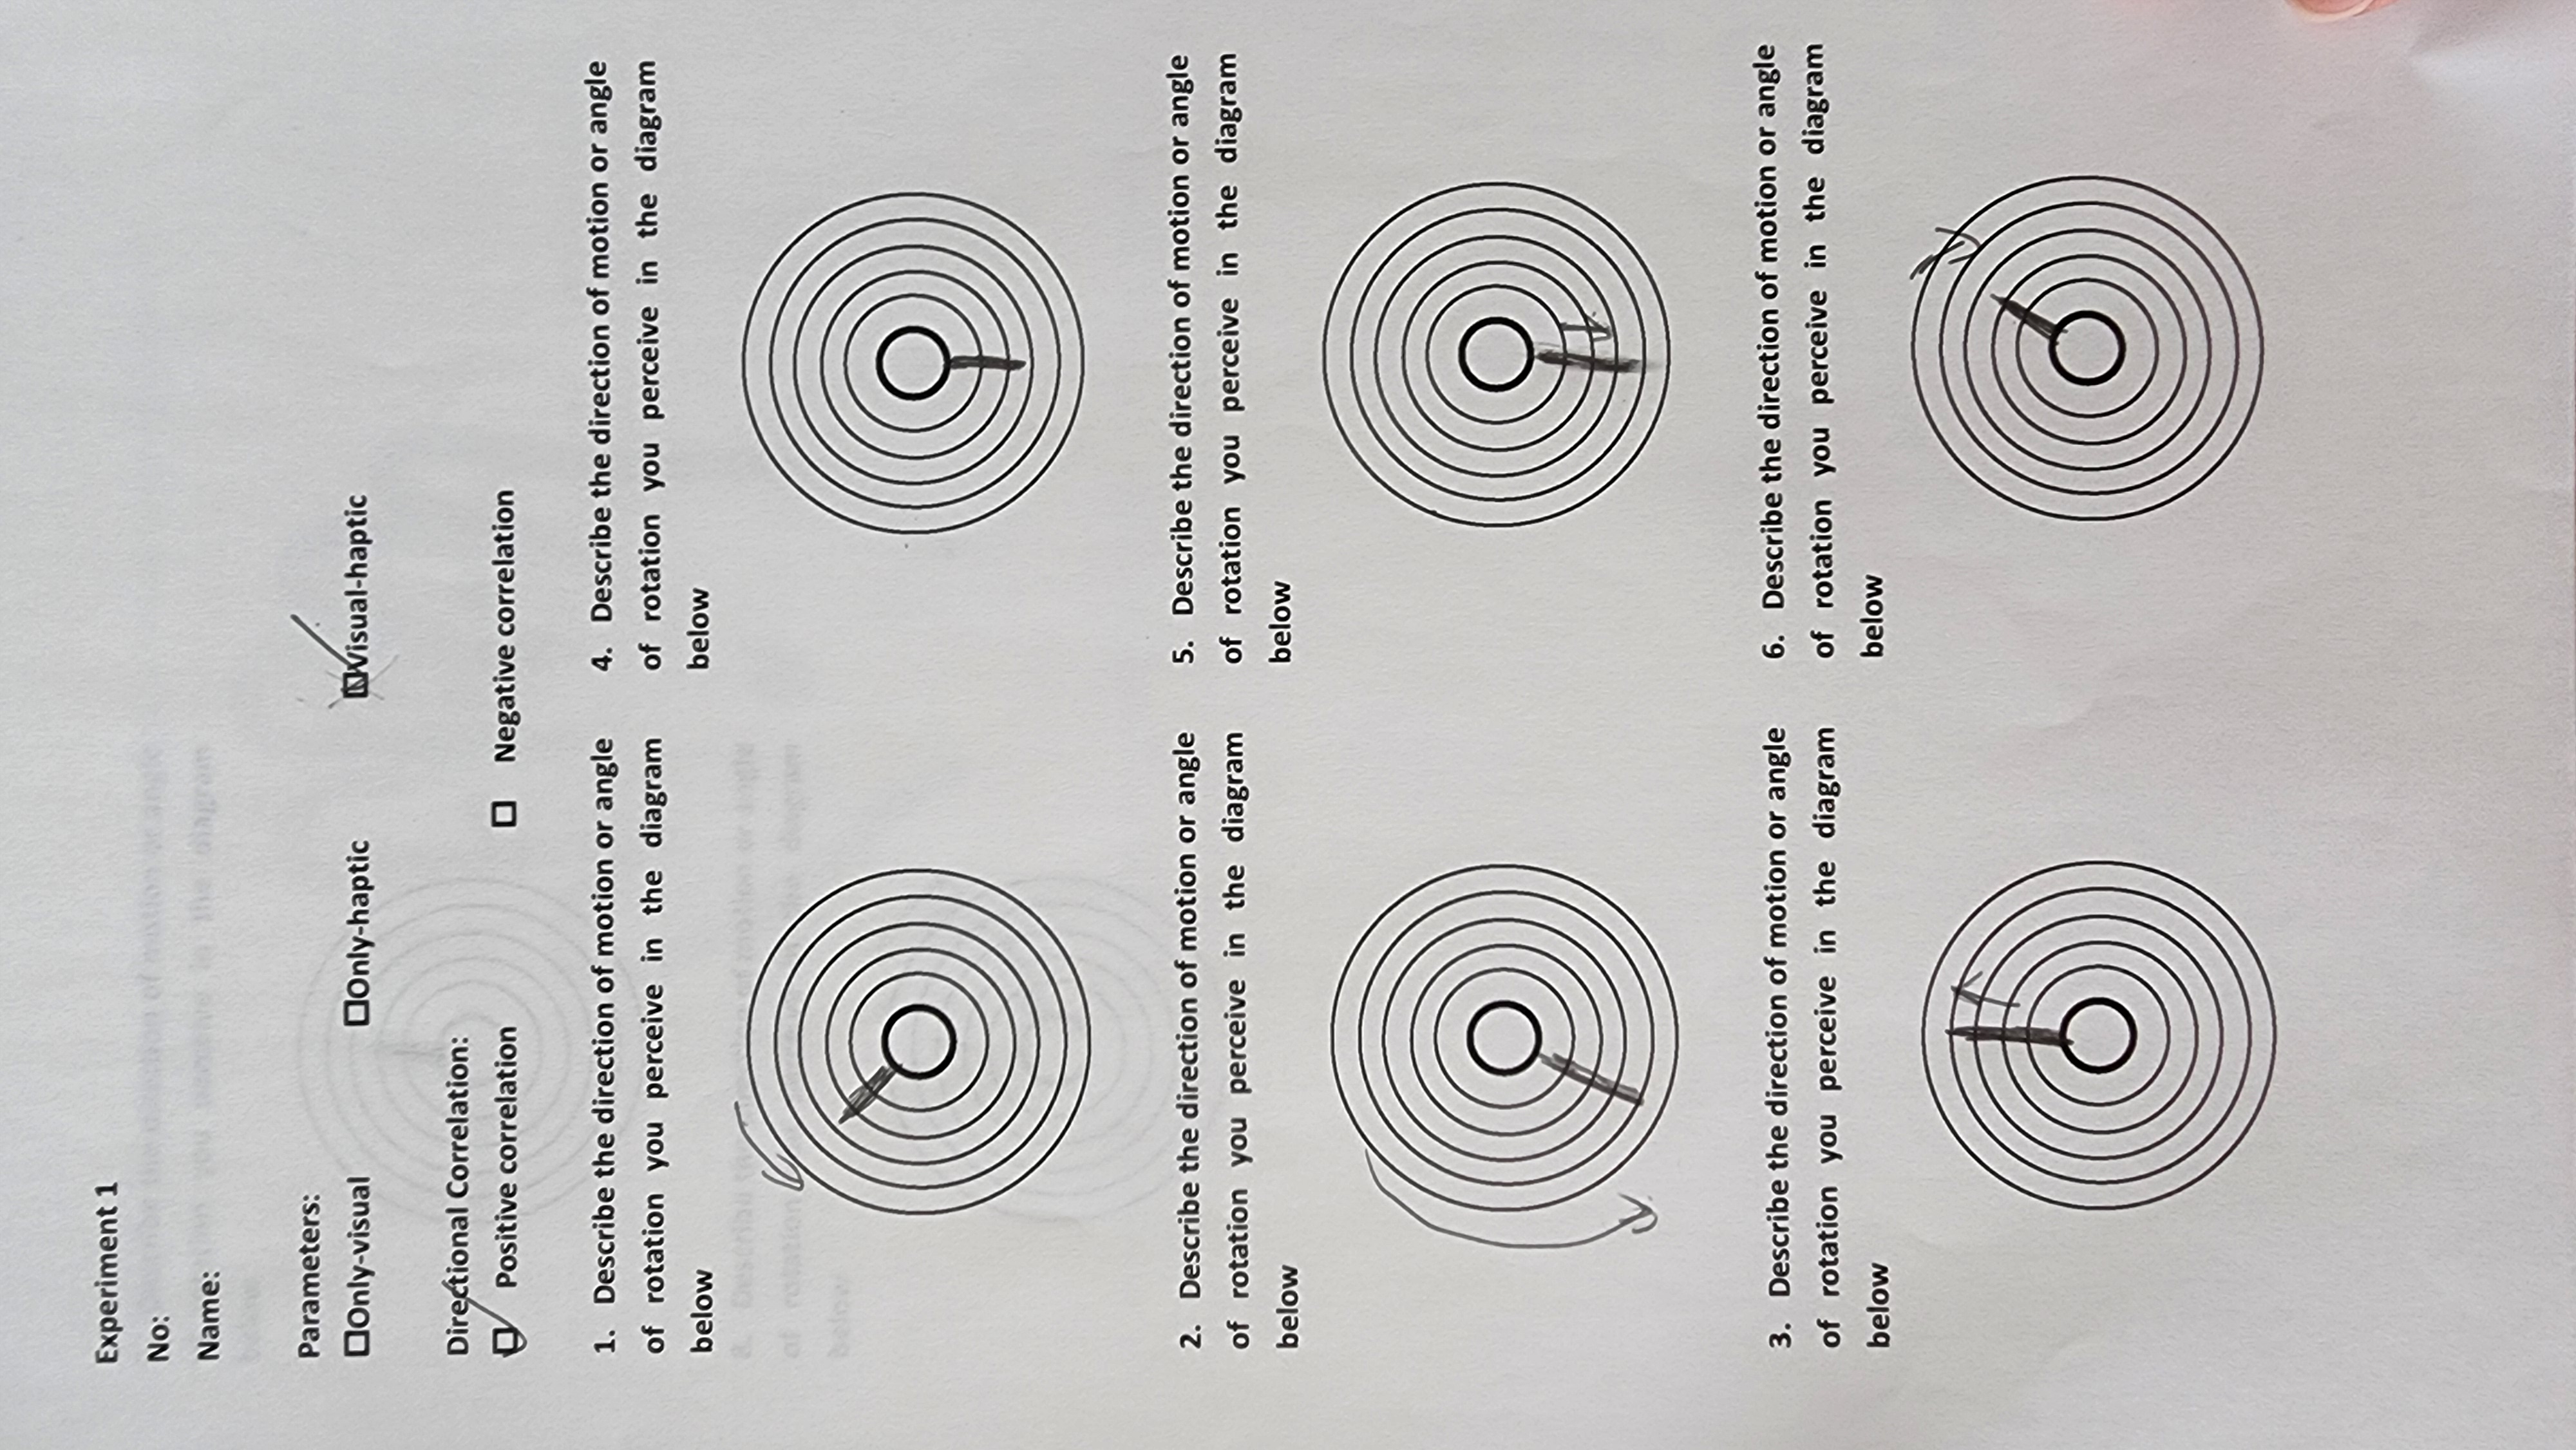 Experiment 1
No:
Name:
Parameters:
☐Only-visual ☐Only-haptic ☑Visual-haptic
Directional Correlation:
☑ Positive correlation ☐ Negative correlation
1. Describe the direction of motion or angle
of rotation you perceive in the diagram
below
2. Describe the direction of motion or angle
of rotation you perceive in the diagram
below
3. Describe the direction of motion or angle
of rotation you perceive in the diagram
below
4. Describe the direction of motion or angle
of rotation you perceive in the diagram
below
5. Describe the direction of motion or angle
of rotation you perceive in the diagram
below
6. Describe the direction of motion or angle
of rotation you perceive in the diagram
below